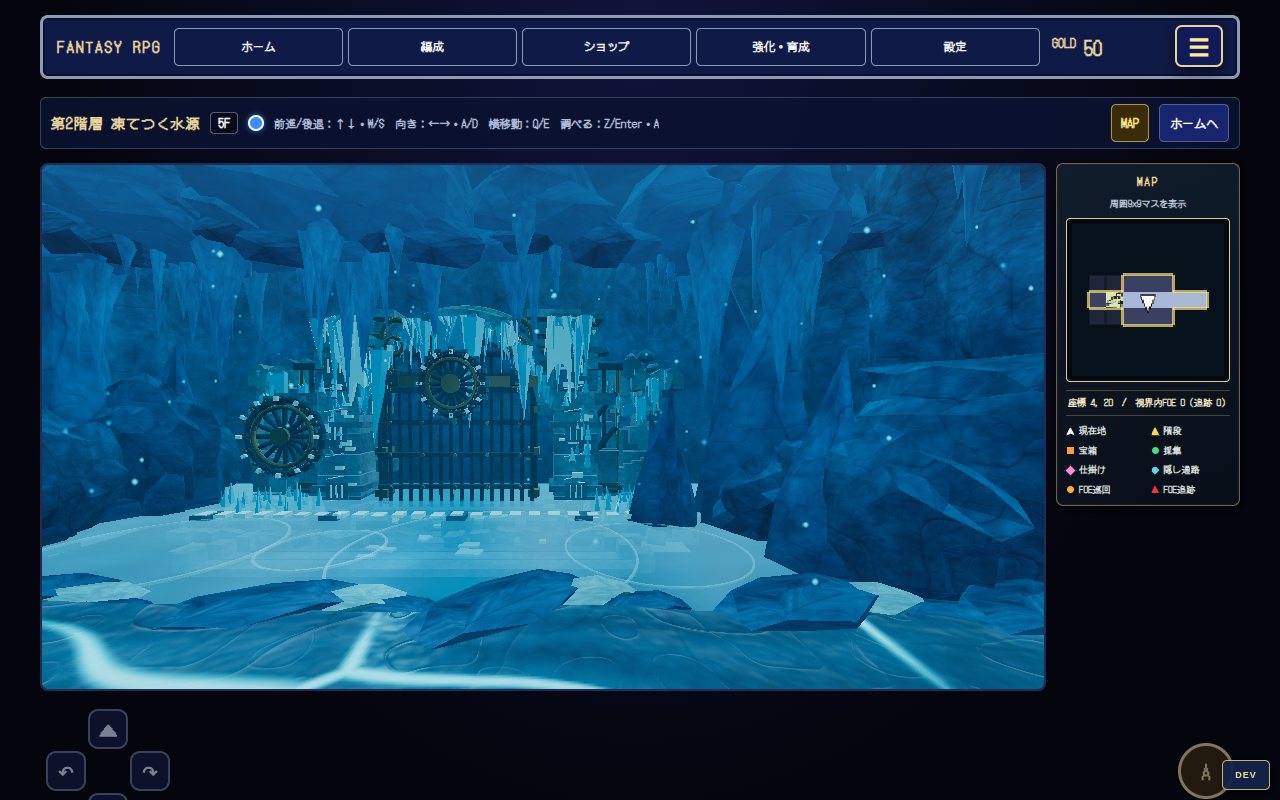 FANTASY RPG
ホーム
編成
ショップ
強化・育成
設定
GOLD 50
第2階層 凍てつく水源
5F
前進/後退：↑↓・W/S 向き：←→・A/D 横移動：Q/E 調べる：Z/Enter・A
MAP
ホームへ
MAP
周囲9x9マスを表示
座標 4, 20 / 視界内FOE 0 (追跡 0)
現在地
階段
宝箱
採集
仕掛け
隠し通路
FOE巡回
FOE追跡
A
DEV